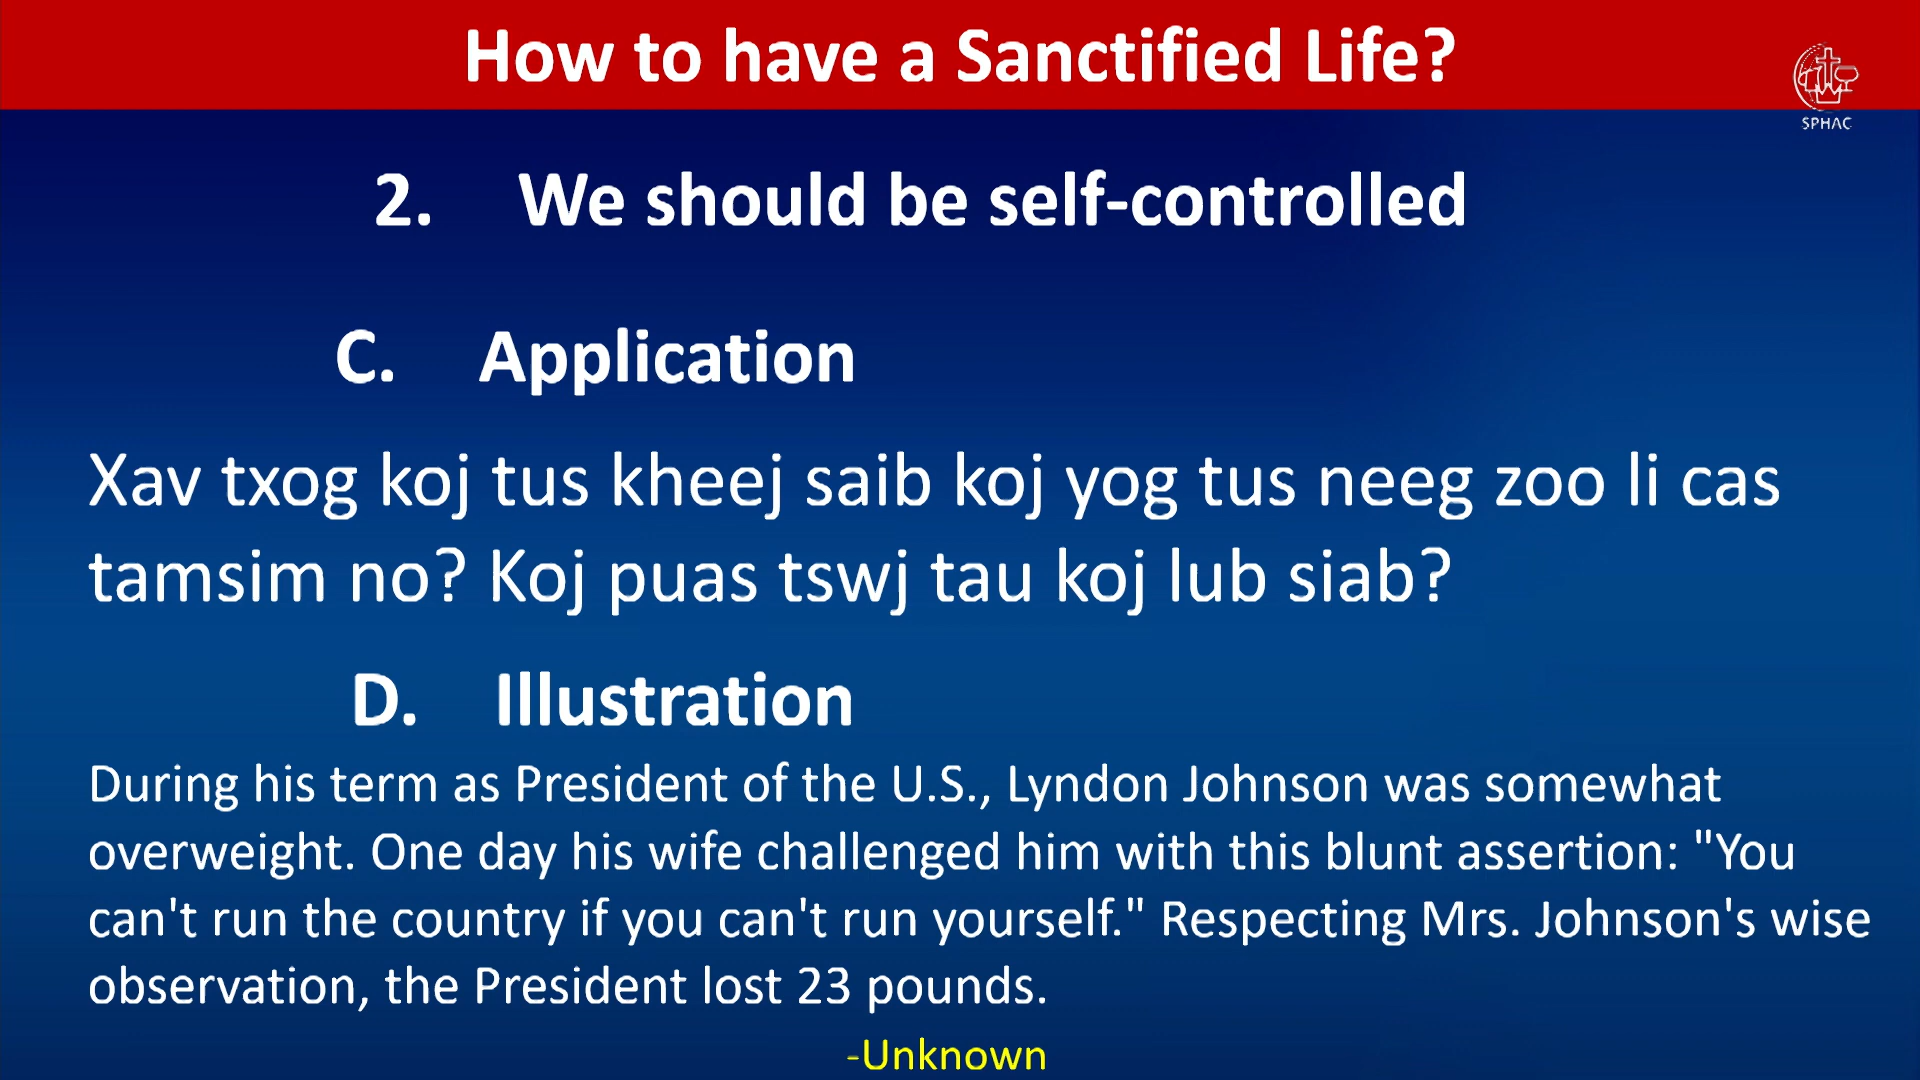 How to have a Sanctified Life?
SPHAC
2. We should be self-controlled
C. Application
Xav txog koj tus kheej saib koj yog tus neeg zoo li cas
tamsim no? Koj puas tswj tau koj lub siab?
D. Illustration
During his term as President of the U.S., Lyndon Johnson was somewhat
overweight. One day his wife challenged him with this blunt assertion: "You
can't run the country if you can't run yourself." Respecting Mrs. Johnson's wise
observation, the President lost 23 pounds.
-Unknown